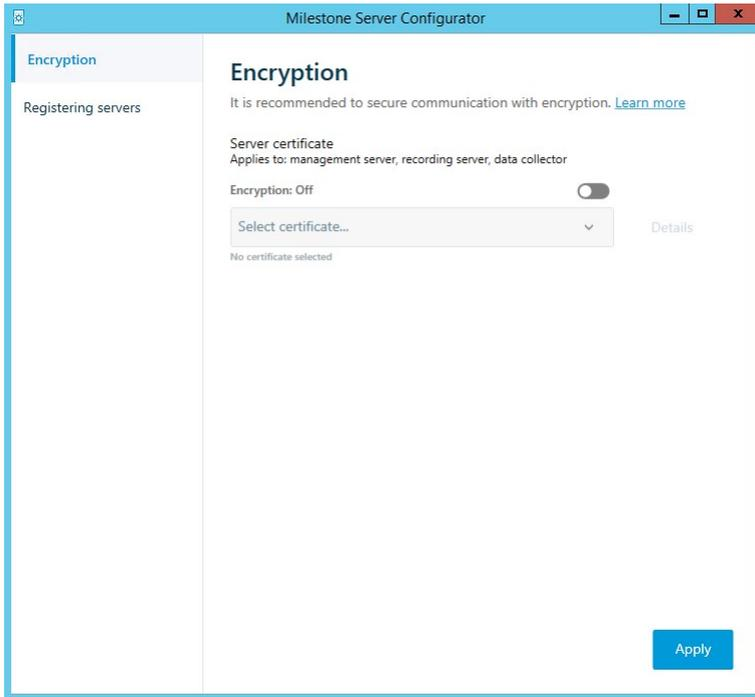 Milestone Server Configurator
Encryption
Registering servers
Encryption
It is recommended to secure communication with encryption. Learn more
Server certificate
Applies to: management server, recording server, data collector
Encryption: Off
Select certificate...
Details
No certificate selected
Apply